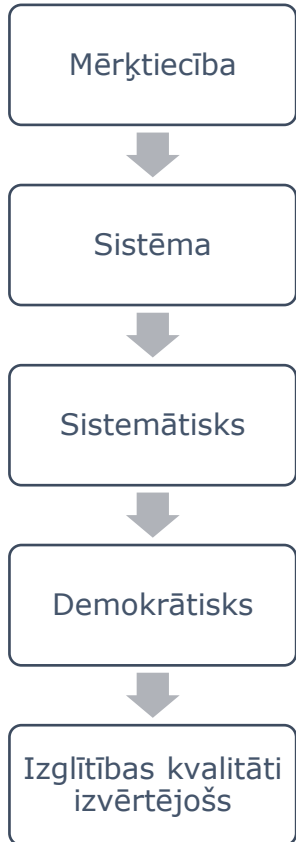 Mērķtiecība
Sistēma
Sistemātisks
Demokrātisks
Izglītības kvalitāti
izvērtējošs